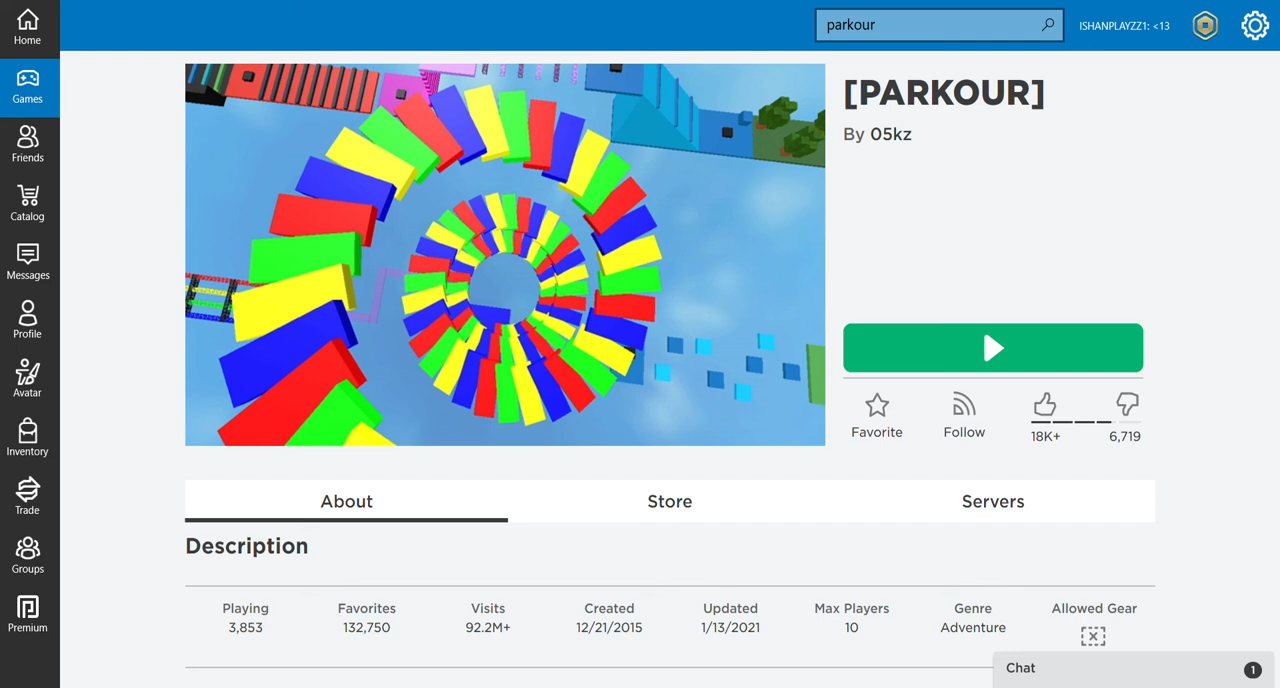 Home
Games
Friends
Catalog
Messages
Profile
Avatar
Inventory
Trade
Groups
Premium
parkour
ISHANPLAYZZ1: <13
[PARKOUR]
By 05kz
Favorite
Follow
18K+
6,719
About
Store
Servers
Description
Playing
Favorites
Visits
Created
Updated
Max Players
Genre
Allowed Gear
3,853
132,750
92.2M+
12/21/2015
1/13/2021
10
Adventure
Chat
1